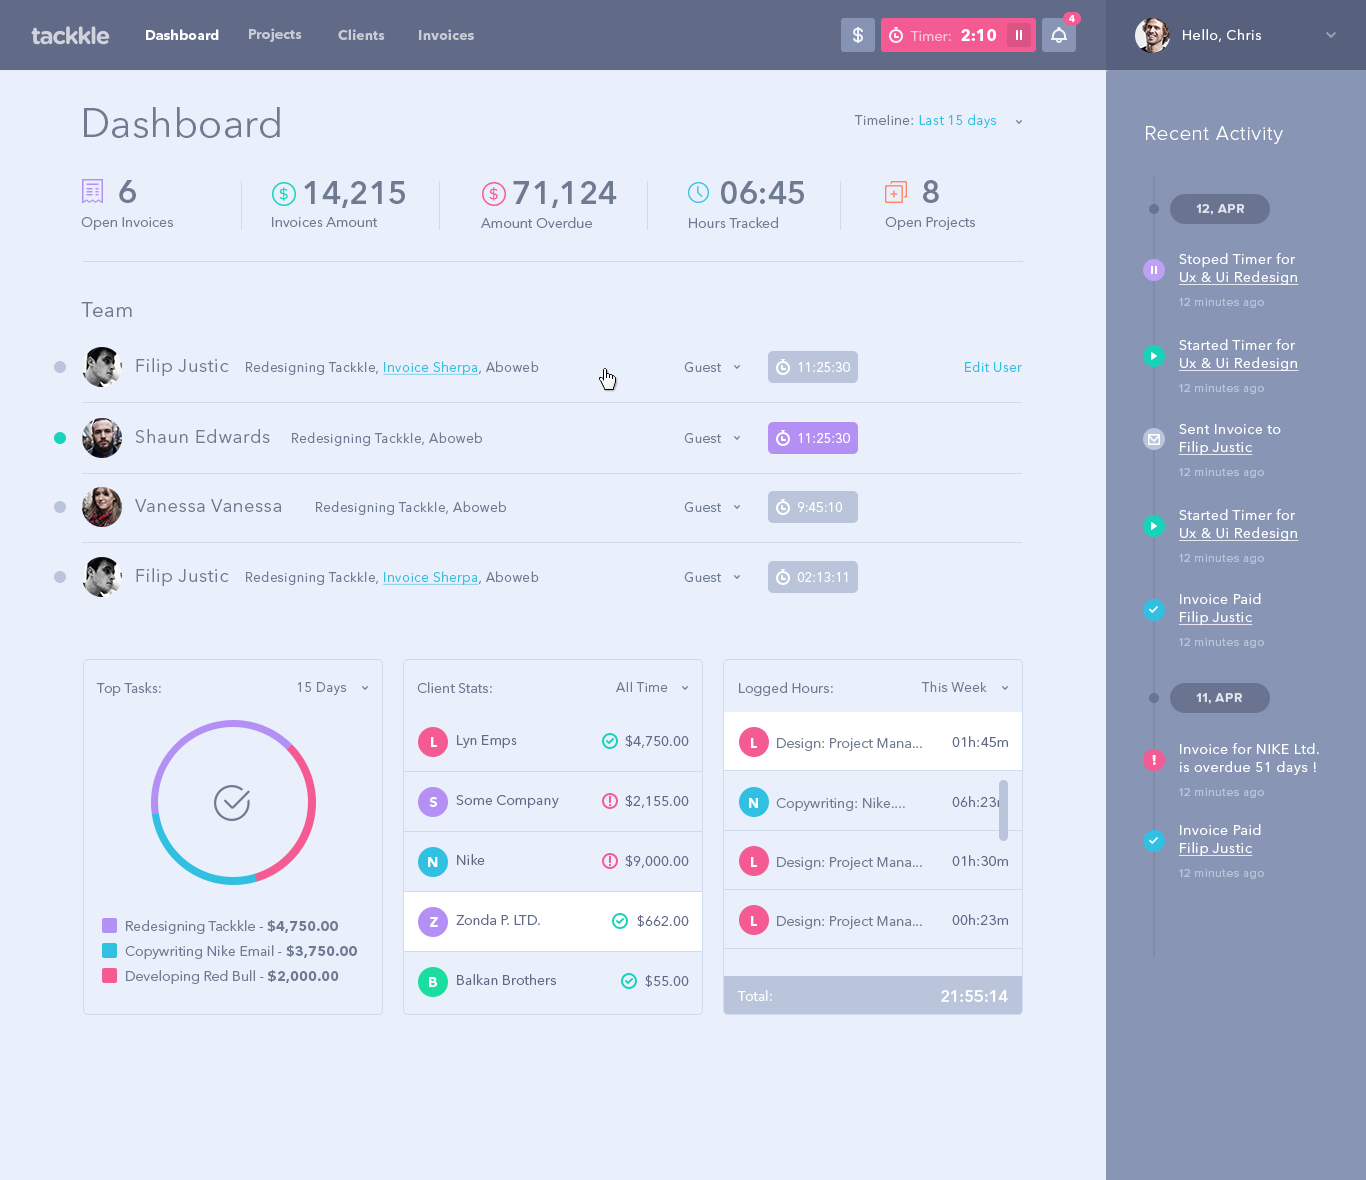 tackkle
Dashboard Projects Clients Invoices
$ Timer: 2:10 4
Hello, Chris
Dashboard
Timeline: Last 15 days
6 Open Invoices
$ 14,215 Invoices Amount
$ 71,124 Amount Overdue
06:45 Hours Tracked
8 Open Projects
Team
Filip Justic Redesigning Tackkle, Invoice Sherpa, Aboweb Guest 11:25:30 Edit User
Shaun Edwards Redesigning Tackkle, Aboweb Guest 11:25:30
Vanessa Vanessa Redesigning Tackkle, Aboweb Guest 9:45:10
Filip Justic Redesigning Tackkle, Invoice Sherpa, Aboweb Guest 02:13:11
Top Tasks: 15 Days
Redesigning Tackkle - $4,750.00
Copywriting Nike Email - $3,750.00
Developing Red Bull - $2,000.00
Client Stats: All Time
L Lyn Emps $4,750.00
S Some Company $2,155.00
N Nike $9,000.00
Z Zonda P. LTD. $662.00
B Balkan Brothers $55.00
Logged Hours: This Week
L Design: Project Mana... 01h:45m
N Copywriting: Nike.... 06h:23m
L Design: Project Mana... 01h:30m
L Design: Project Mana... 00h:23m
Total: 21:55:14
Recent Activity
12, APR
Stoped Timer for
Ux & Ui Redesign
12 minutes ago
Started Timer for
Ux & Ui Redesign
12 minutes ago
Sent Invoice to
Filip Justic
12 minutes ago
Started Timer for
Ux & Ui Redesign
12 minutes ago
Invoice Paid
Filip Justic
12 minutes ago
11, APR
Invoice for NIKE Ltd.
is overdue 51 days !
12 minutes ago
Invoice Paid
Filip Justic
12 minutes ago